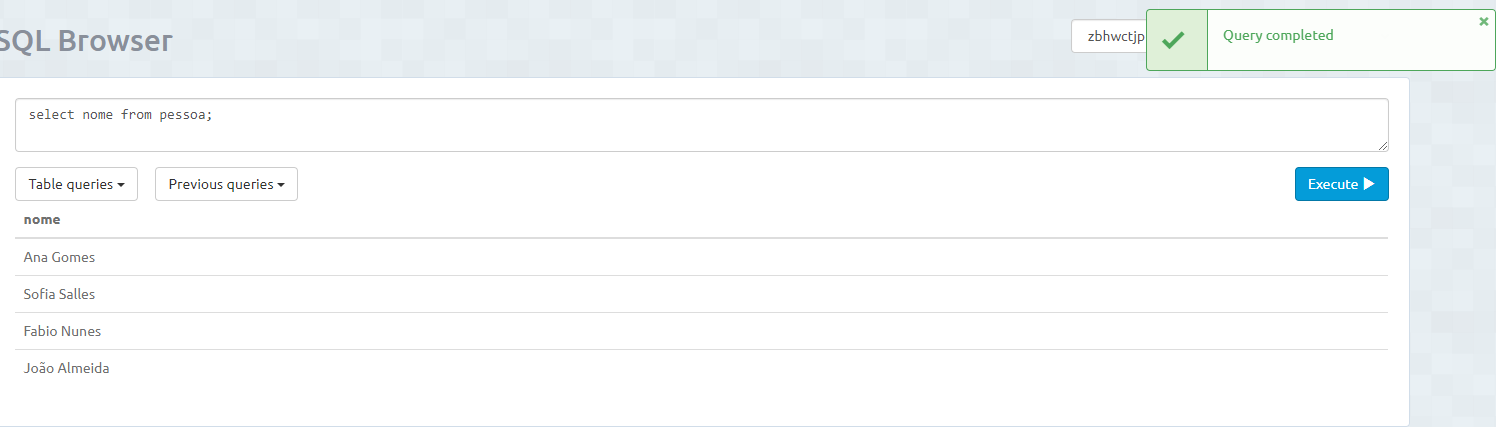 SQL Browser
zbhwctjp
Query completed
select nome from pessoa;
Table queries
Previous queries
Execute
nome
Ana Gomes
Sofia Salles
Fabio Nunes
João Almeida